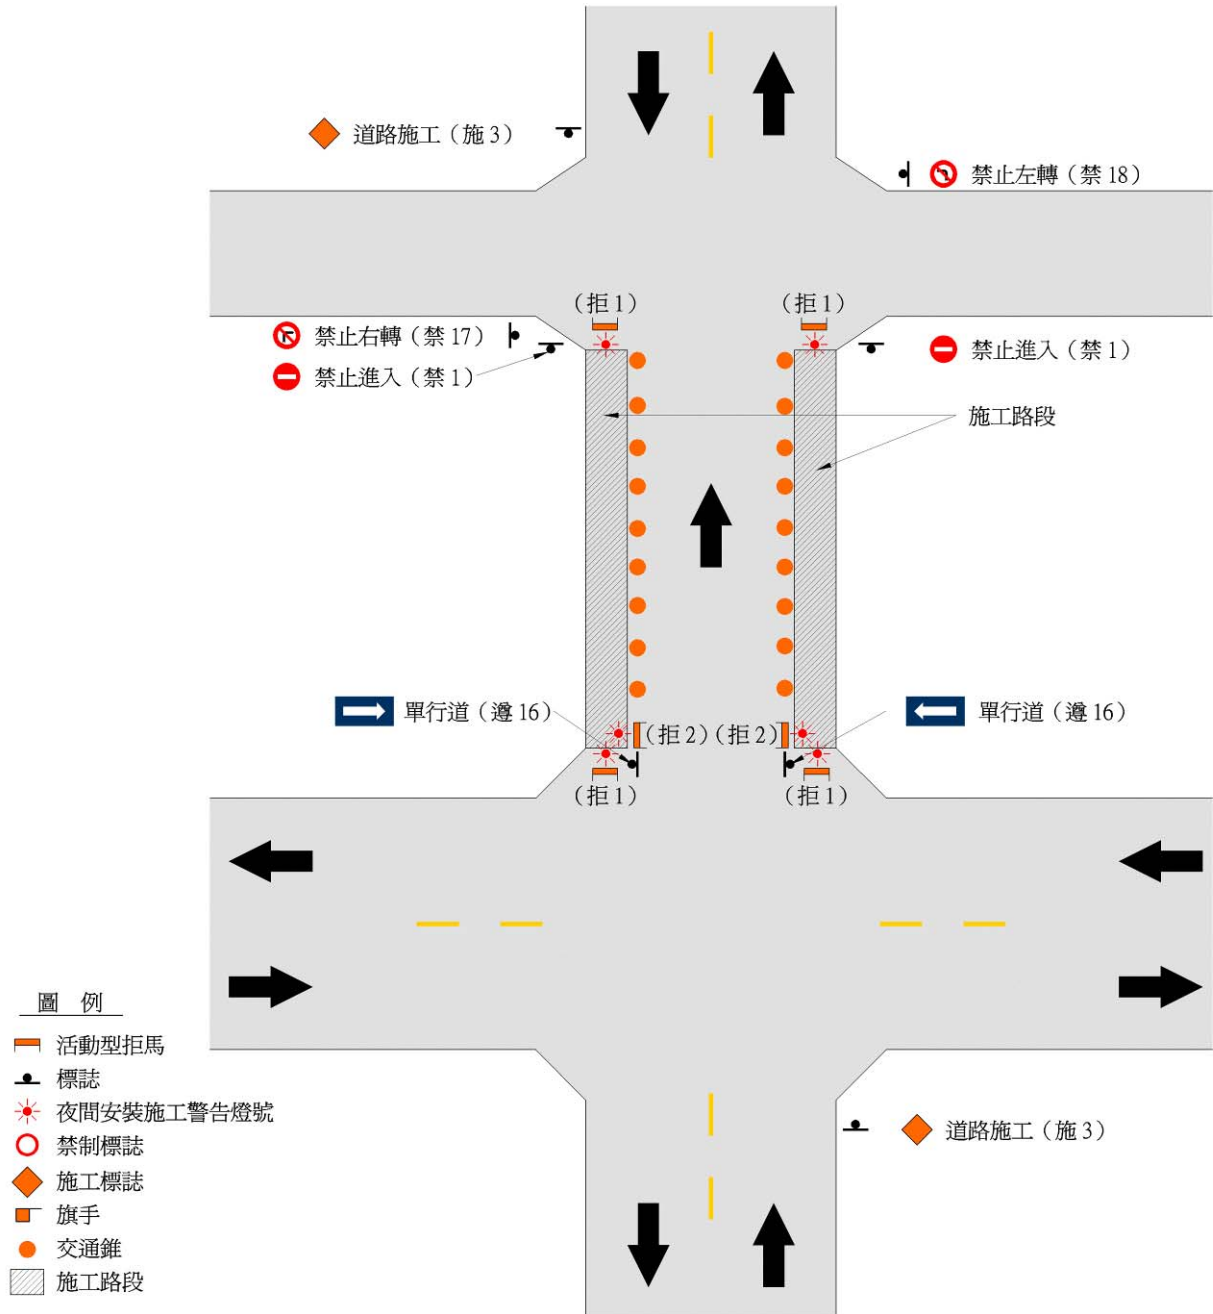 道路施工（施 3）
禁止左轉（禁 18）
（拒 1） （拒 1）
禁止右轉（禁 17）
禁止進入（禁 1）
禁止進入（禁 1）
施工路段
單行道（遵 16）
單行道（遵 16）
（拒 2）（拒 2）
（拒 1） （拒 1）
圖 例
活動型拒馬
標誌
夜間安裝施工警告燈號
禁制標誌
施工標誌
旗手
交通錐
施工路段
道路施工（施 3）